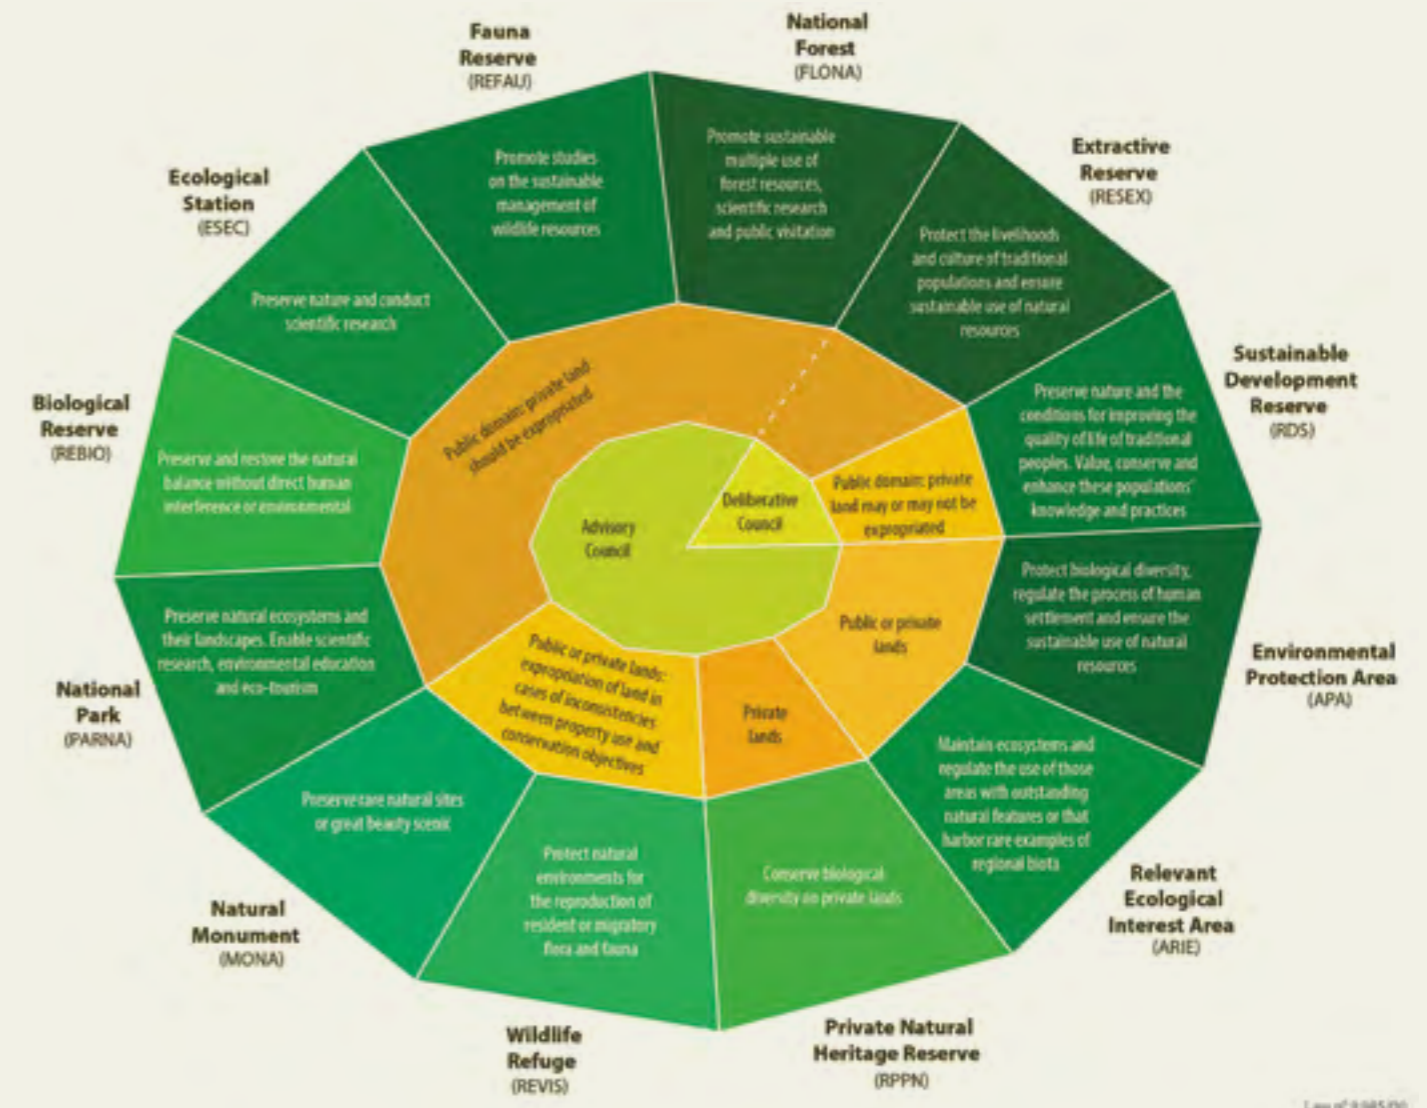 Fauna
Reserve
(REFAU)
National
Forest
(FLONA)
Extractive
Reserve
(RESEX)
Sustainable
Development
Reserve
(RDS)
Environmental
Protection Area
(APA)
Relevant
Ecological
Interest Area
(ARIE)
Private Natural
Heritage Reserve
(RPPN)
Wildlife
Refuge
(REVIS)
Natural
Monument
(MONA)
National
Park
(PARNA)
Biological
Reserve
(REBIO)
Ecological
Station
(ESEC)
Promote studies
on the sustainable
management of
wildlife resources
Promote sustainable
multiple use of
forest resources,
scientific research
and public visitation
Protect the livelihoods
and culture of traditional
populations and ensure
sustainable use of natural
resources
Preserve nature and the
conditions for improving the
quality of life of traditional
peoples. Value, conserve and
enhance these populations'
knowledge and practices
Protect biological diversity,
regulate the process of human
settlement and ensure the
sustainable use of natural
resources
Maintain ecosystems and
regulate the use of those
areas with outstanding
natural features or that
harbor rare examples of
regional biota
Conserve biological
diversity on private lands
Protect natural
environments for
the reproduction of
resident or migratory
flora and fauna
Preserve rare natural sites
or great beauty scenic
Preserve natural ecosystems and
their landscapes. Enable scientific
research, environmental education
and eco-tourism
Preserve and restore the natural
balance without direct human
interference or environmental
Preserve nature and conduct
scientific research
Public domain: private land
should be expropriated
Public domain: private
land may or may not be
expropriated
Public or private
lands
Private
lands
Public or private lands:
expropriation of land in
cases of inconsistencies
between property use and
conservation objectives
Advisory
Council
Deliberative
Council